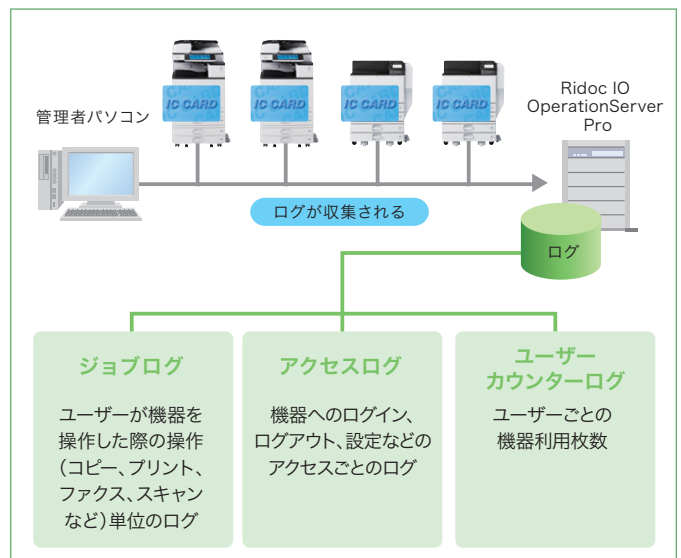 Ridoc IO
OperationServer
Pro
管理者パソコン
IC CARD
IC CARD
IC CARD
IC CARD
ログが収集される
ログ
ジョブログ
ユーザーが機器を
操作した際の操作
（コピー、プリント、
ファクス、スキャン
など）単位のログ
アクセスログ
機器へのログイン、
ログアウト、設定などの
アクセスごとのログ
ユーザー
カウンターログ
ユーザーごとの
機器利用枚数